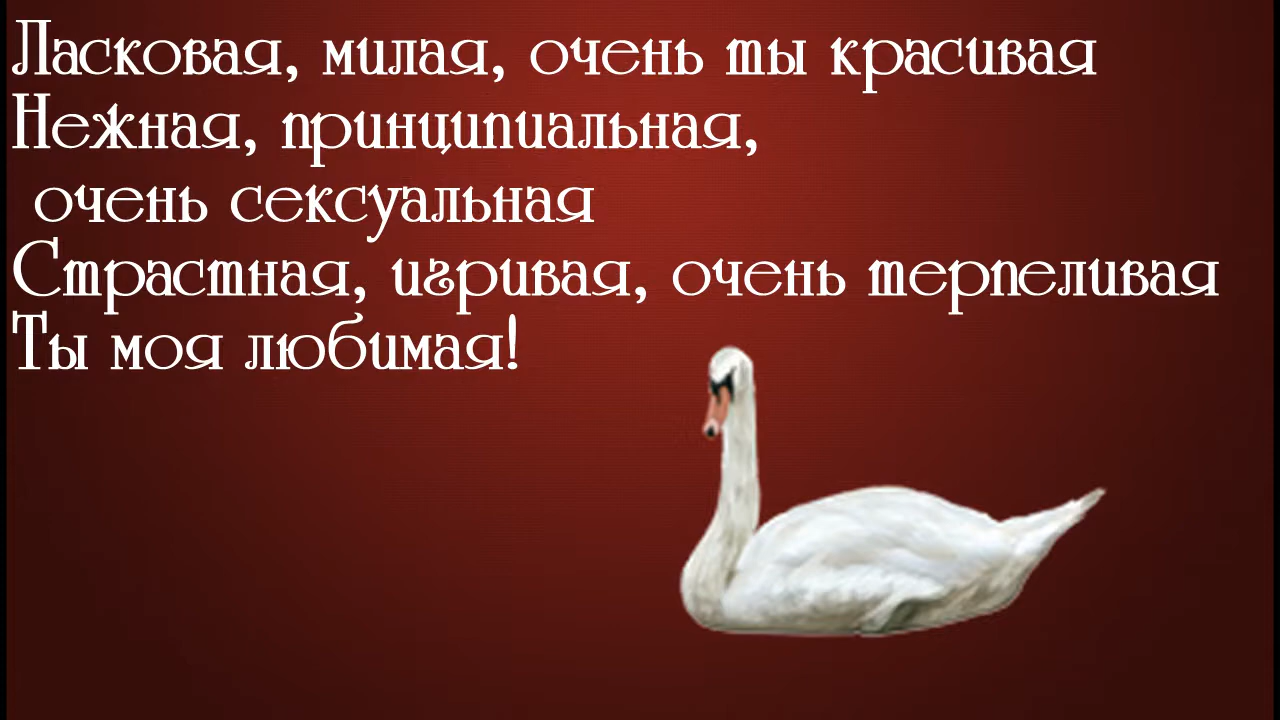 Ласковая, милая, очень ты красивая
Нежная, принципиальная,
очень сексуальная
Страстная, игривая, очень терпеливая
Ты моя любимая!